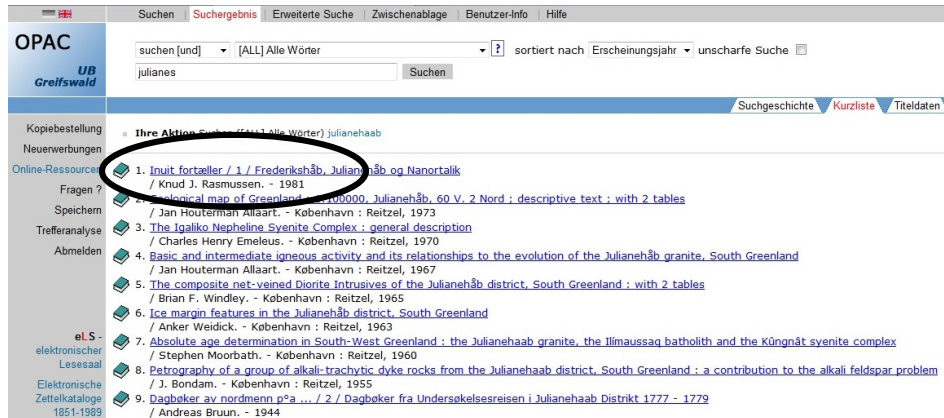 Suchen | Suchergebnis | Erweiterte Suche | Zwischenablage | Benutzer-Info | Hilfe
OPAC
UB
Greifswald
suchen [und] [ALL] Alle Wörter ? sortiert nach Erscheinungsjahr unscharfe Suche
julianes Suchen
Suchgeschichte Kurzliste Titeldaten
Kopiebestellung
Neuerwerbungen
Online-Ressourcen
Fragen ?
Speichern
Trefferanalyse
Abmelden
eLS -
elektronischer
Lesesaal
Elektronische
Zettelkataloge
1851-1989
Ihre Aktion Suchen ([ALL] Alle Wörter) julianehaab
1. Inuit fortæller / 1 / Frederikshåb, Julianehåb og Nanortalik
/ Knud J. Rasmussen. - 1981
2. Geological map of Greenland 1:100000, Julianehåb, 60 V. 2 Nord : descriptive text ; with 2 tables
/ Jan Houterman Allaart. - København : Reitzel, 1973
3. The Igaliko Nepheline Syenite Complex : general description
/ Charles Henry Emeleus. - København : Reitzel, 1970
4. Basic and intermediate igneous activity and its relationships to the evolution of the Julianehåb granite, South Greenland
/ Jan Houterman Allaart. - København : Reitzel, 1967
5. The composite net-veined Diorite Intrusives of the Julianehåb district, South Greenland : with 2 tables
/ Brian F. Windley. - København : Reitzel, 1965
6. Ice margin features in the Julianehåb district, South Greenland
/ Anker Weidick. - København : Reitzel, 1963
7. Absolute age determination in South-West Greenland : the Julianehaab granite, the Ilímaussaq batholith and the Kûngnât syenite complex
/ Stephen Moorbath. - København : Reitzel, 1960
8. Petrography of a group of alkali-trachytic dyke rocks from the Julianehaab district, South Greenland : a contribution to the alkali feldspar problem
/ J. Bondam. - København : Reitzel, 1955
9. Dagbøker av nordmenn pºa ... / 2 / Dagbøker fra Undersøkelsesreisen i Julianehaab Distrikt 1777 - 1779
/ Andreas Bruun. - 1944